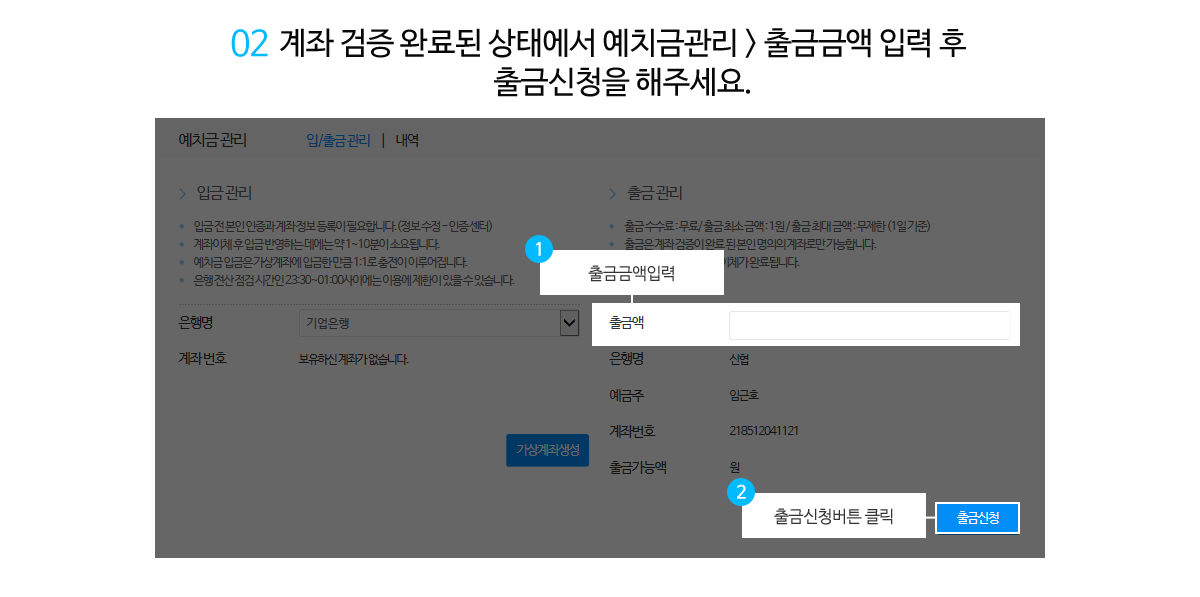 02 계좌 검증 완료된 상태에서 예치금관리 > 출금금액 입력 후
출금신청을 해주세요.
예치금 관리
입/출금 관리 | 내역
> 입금 관리
입금 전 본인 인증과 계좌 정보 등록이 필요합니다. (정보 수정 - 인증 센터)
계좌이체 후 입금 반영하는 데에는 약 1~10분이 소요됩니다.
예치금 입금은 가상계좌에 입금한 만큼 1:1로 충전이 이루어집니다.
은행 전산 점검 시간인 23:30~01:00사이에는 이용에 제한이 있을 수 있습니다.
은행명
기업은행
계좌 번호
보유하신 계좌가 없습니다.
가상계좌생성
> 출금 관리
출금 수수료 : 무료 / 출금 최소 금액 : 1원 / 출금 최대 금액 : 무제한 (1일 기준)
출금은 계좌 검증이 완료 된 본인 명의의 계좌로만 가능합니다.
이체가 완료됩니다.
1
출금금액입력
출금액
은행명
신협
예금주
임근호
계좌번호
218512041121
출금가능액
원
2
출금신청버튼 클릭
출금신청